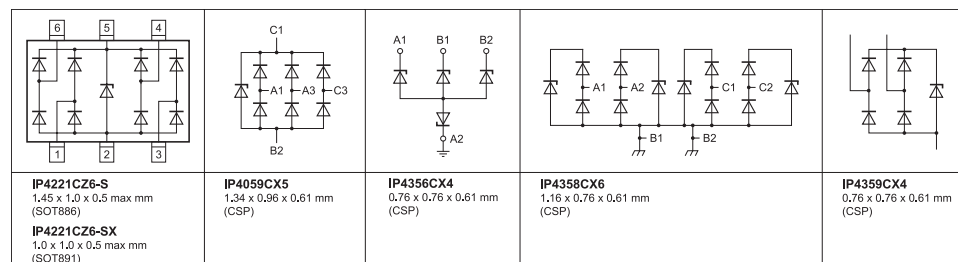 6 5 4
1 2 3
C1
A1 A3 C3
B2
A1 B1 B2
A2
A1 A2 C1 C2
B1 B2
IP4221CZ6-S
1.45 x 1.0 x 0.5 max mm
(SOT886)
IP4221CZ6-SX
1.0 x 1.0 x 0.5 max mm
(SOT891)
IP4059CX5
1.34 x 0.96 x 0.61 mm
(CSP)
IP4356CX4
0.76 x 0.76 x 0.61 mm
(CSP)
IP4358CX6
1.16 x 0.76 x 0.61 mm
(CSP)
IP4359CX4
0.76 x 0.76 x 0.61 mm
(CSP)